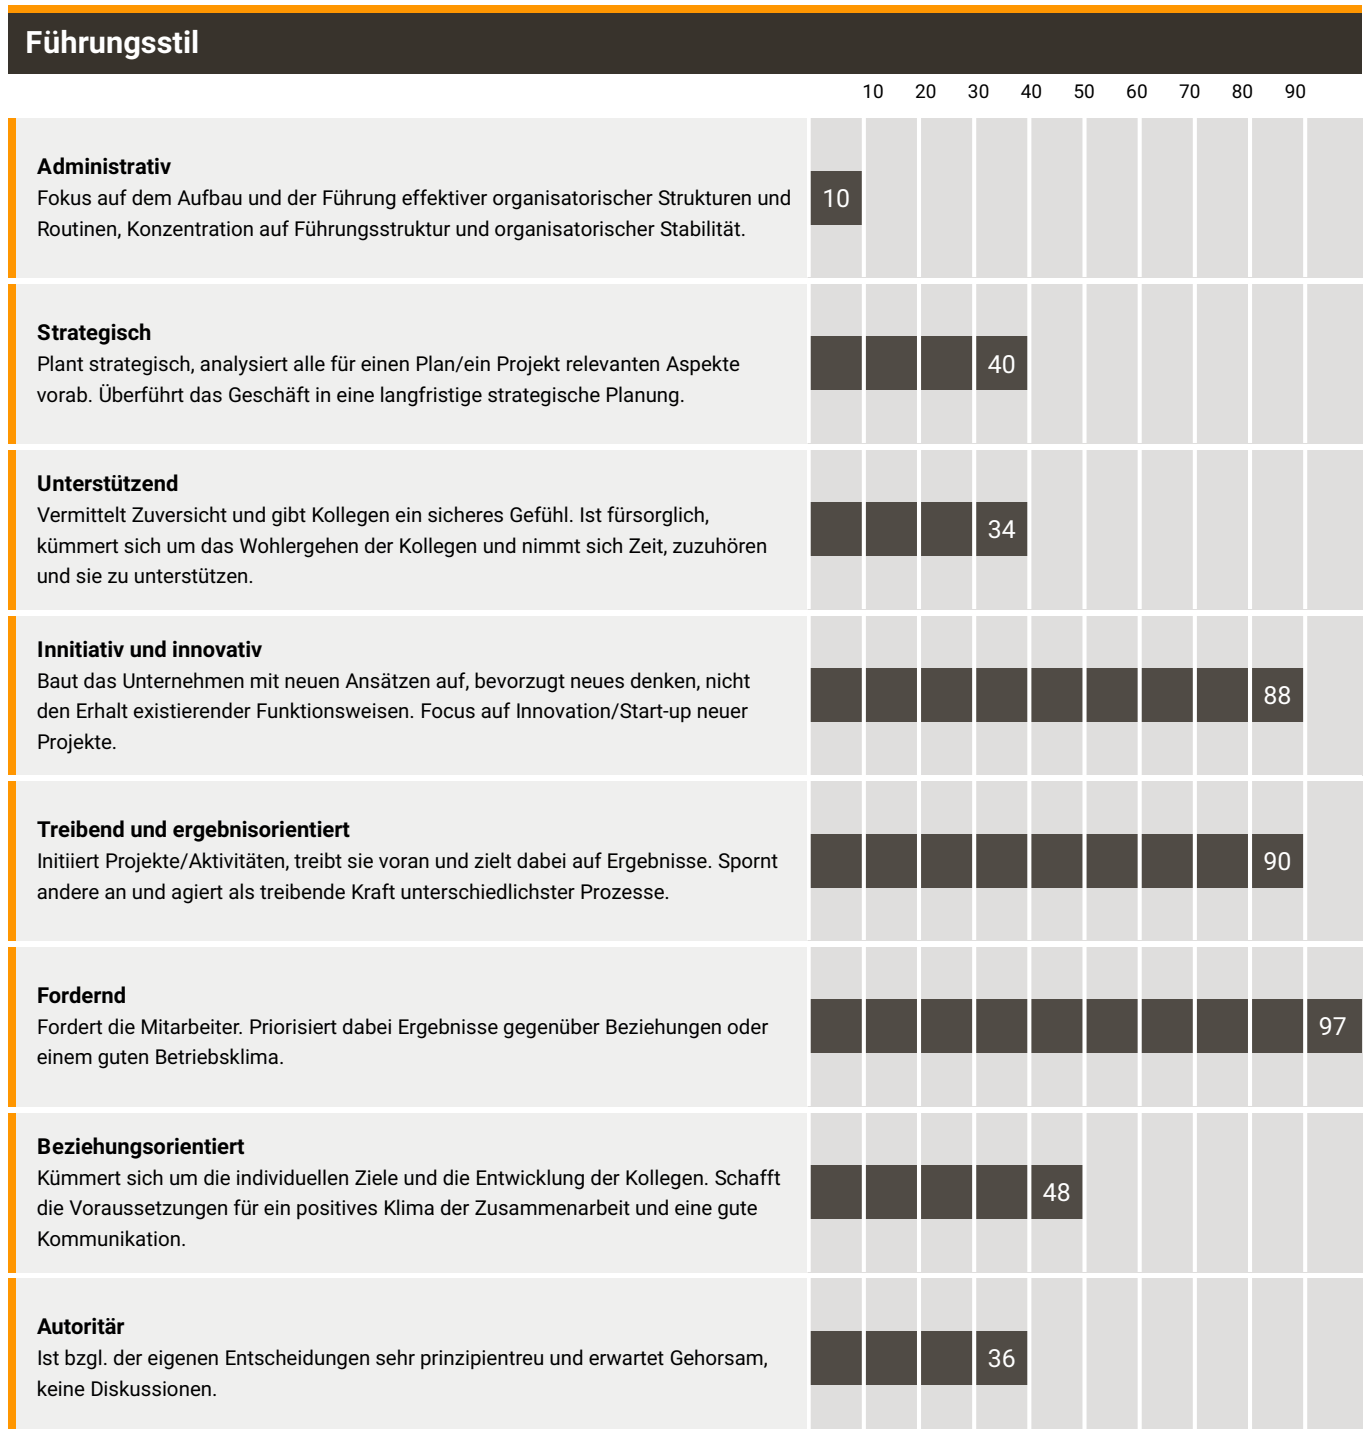 Führungsstil
10 20 30 40 50 60 70 80 90
Administrativ
Fokus auf dem Aufbau und der Führung effektiver organisatorischer Strukturen und
Routinen, Konzentration auf Führungsstruktur und organisatorischer Stabilität.
10
Strategisch
Plant strategisch, analysiert alle für einen Plan/ein Projekt relevanten Aspekte
vorab. Überführt das Geschäft in eine langfristige strategische Planung.
40
Unterstützend
Vermittelt Zuversicht und gibt Kollegen ein sicheres Gefühl. Ist fürsorglich,
kümmert sich um das Wohlergehen der Kollegen und nimmt sich Zeit, zuzuhören
und sie zu unterstützen.
34
Innitiativ und innovativ
Baut das Unternehmen mit neuen Ansätzen auf, bevorzugt neues denken, nicht
den Erhalt existierender Funktionsweisen. Focus auf Innovation/Start-up neuer
Projekte.
88
Treibend und ergebnisorientiert
Initiiert Projekte/Aktivitäten, treibt sie voran und zielt dabei auf Ergebnisse. Spornt
andere an und agiert als treibende Kraft unterschiedlichster Prozesse.
90
Fordernd
Fordert die Mitarbeiter. Priorisiert dabei Ergebnisse gegenüber Beziehungen oder
einem guten Betriebsklima.
97
Beziehungsorientiert
Kümmert sich um die individuellen Ziele und die Entwicklung der Kollegen. Schafft
die Voraussetzungen für ein positives Klima der Zusammenarbeit und eine gute
Kommunikation.
48
Autoritär
Ist bzgl. der eigenen Entscheidungen sehr prinzipientreu und erwartet Gehorsam,
keine Diskussionen.
36